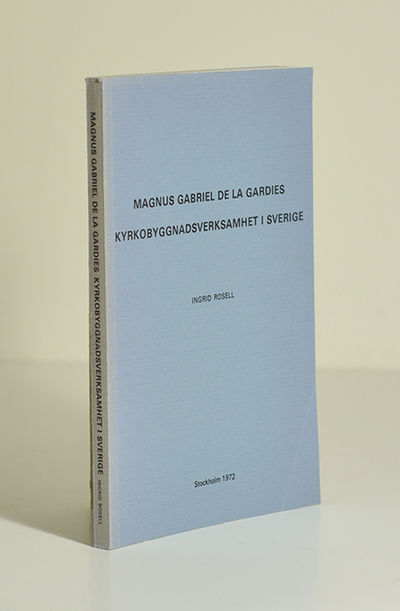 MAGNUS GABRIEL DE LA GARDIES KYRKOBYGGNADSVERKSAMHET I SVERIGE INGRID ROSELL
MAGNUS GABRIEL DE LA GARDIES
KYRKOBYGGNADSVERKSAMHET I SVERIGE
INGRID ROSELL
Stockholm 1972